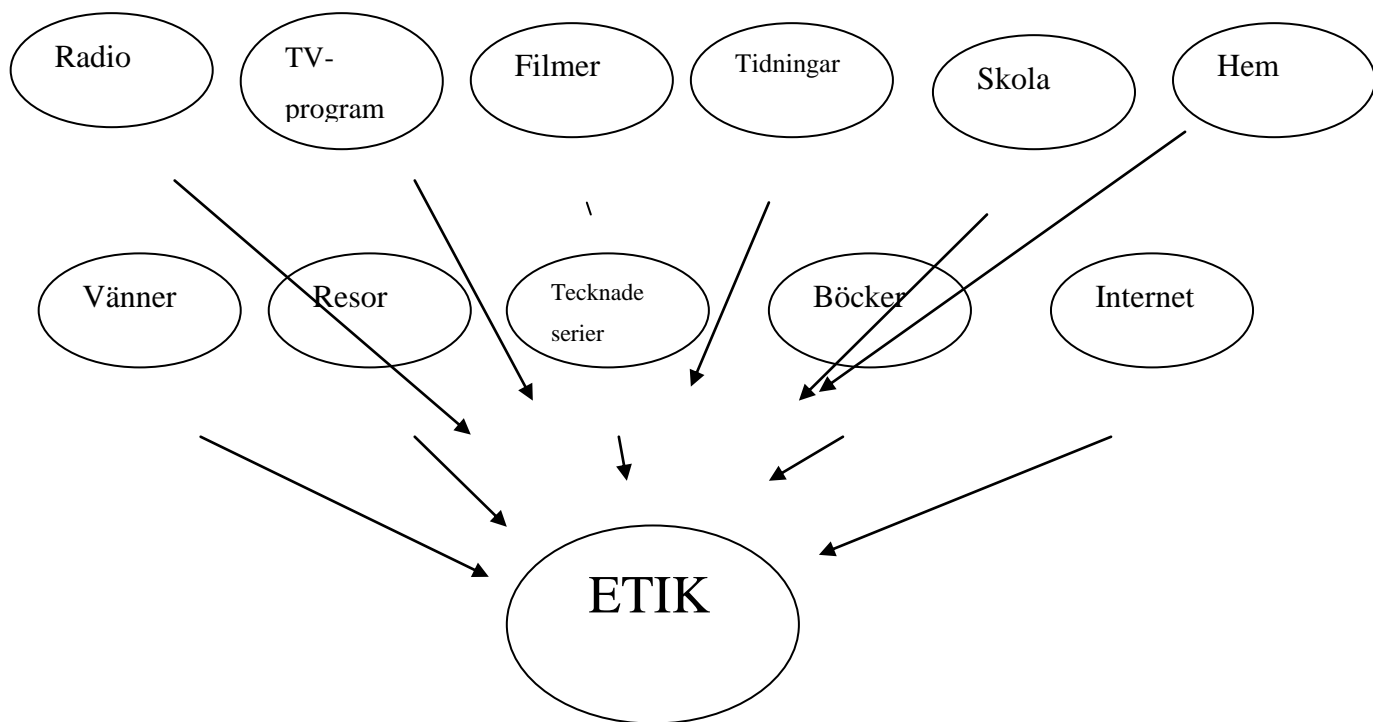 Radio
TV-
program
Filmer
Tidningar
Skola
Hem
Vänner
Resor
Tecknade
serier
Böcker
Internet
ETIK